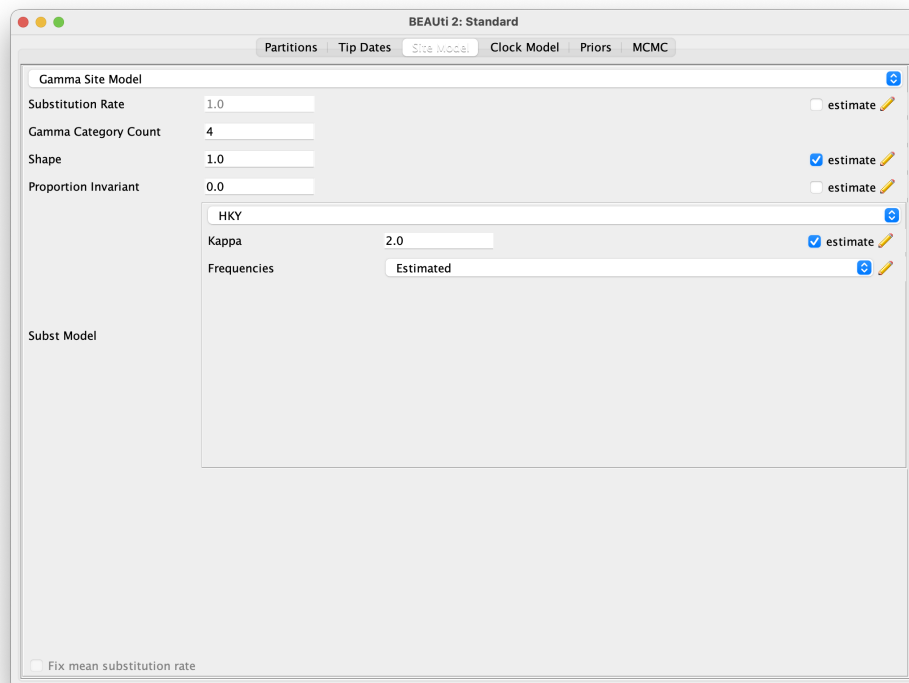 BEAUti 2: Standard
Partitions Tip Dates Site Model Clock Model Priors MCMC
Gamma Site Model
Substitution Rate 1.0 estimate
Gamma Category Count 4
Shape 1.0 estimate
Proportion Invariant 0.0 estimate
HKY
Kappa 2.0 estimate
Frequencies Estimated
Subst Model
Fix mean substitution rate